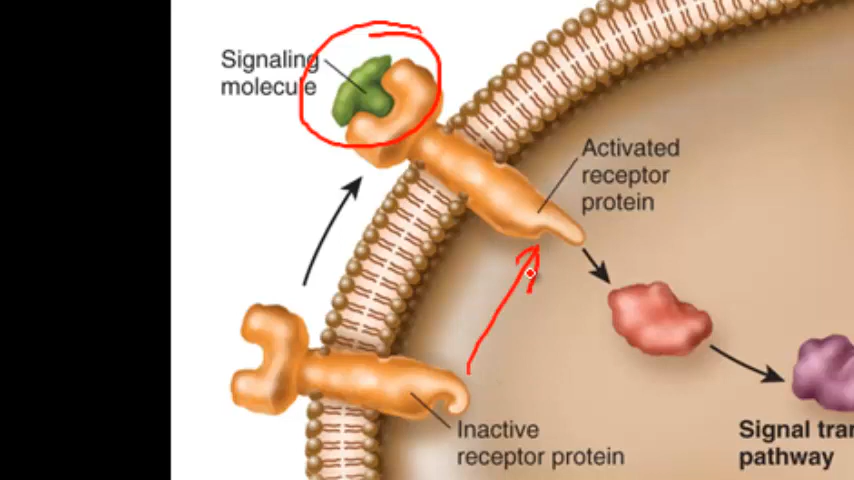 Signaling
molecule
Activated
receptor
protein
Inactive
receptor protein
Signal tran
pathway